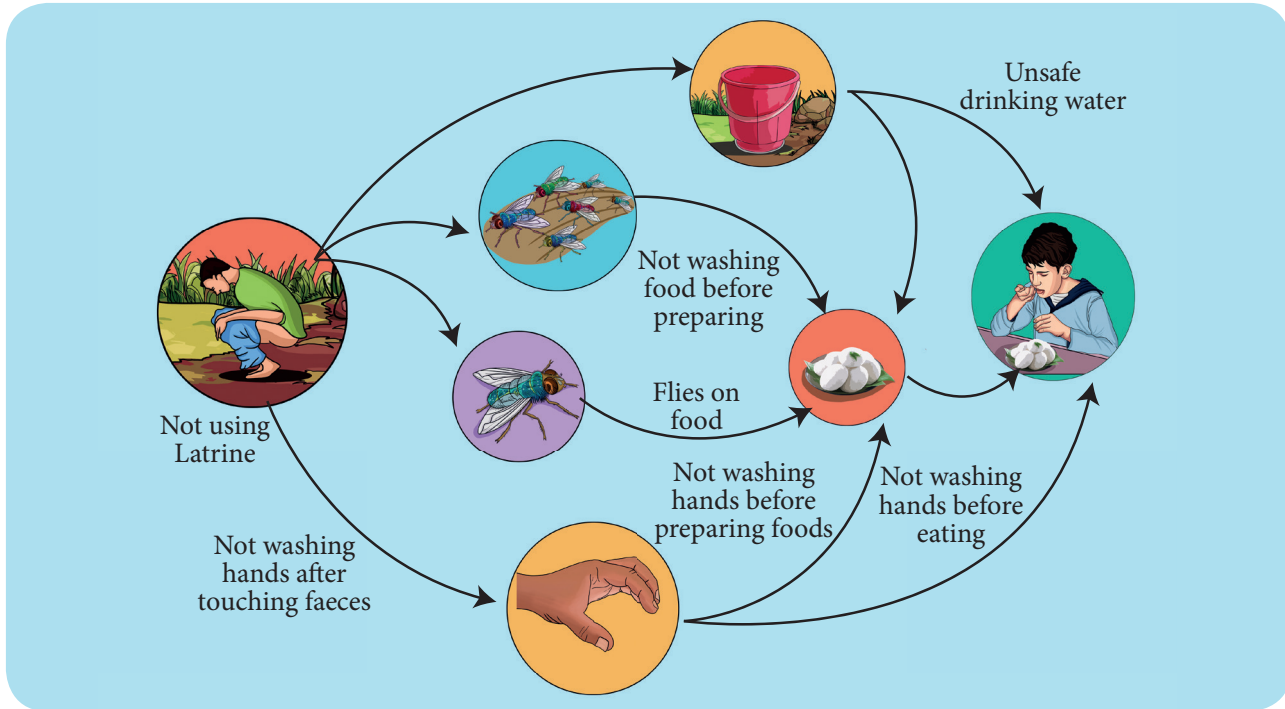 Unsafe
drinking water
Not washing
food before
preparing
Flies on
food
Not using
Latrine
Not washing
hands before
preparing foods
Not washing
hands before
eating
Not washing
hands after
touching faeces